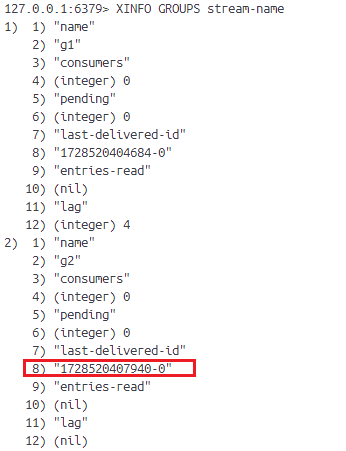 127.0.0.1:6379> XINFO GROUPS stream-name
1) 1) "name"
2) "g1"
3) "consumers"
4) (integer) 0
5) "pending"
6) (integer) 0
7) "last-delivered-id"
8) "1728520404684-0"
9) "entries-read"
10) (nil)
11) "lag"
12) (integer) 4
2) 1) "name"
2) "g2"
3) "consumers"
4) (integer) 0
5) "pending"
6) (integer) 0
7) "last-delivered-id"
8) "1728520407940-0"
9) "entries-read"
10) (nil)
11) "lag"
12) (nil)